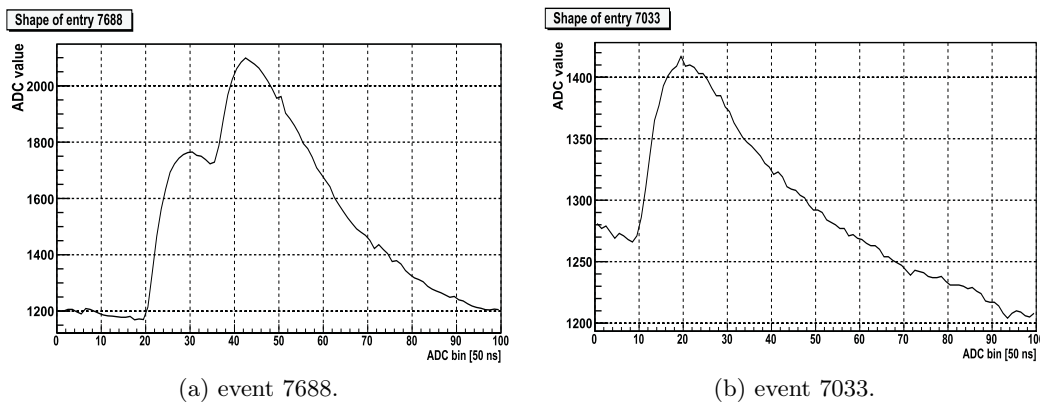 Shape of entry 7688
ADC value
2000
1800
1600
1400
1200
0 10 20 30 40 50 60 70 80 90 100
ADC bin [50 ns]
(a) event 7688.
Shape of entry 7033
ADC value
1400
1350
1300
1250
1200
0 10 20 30 40 50 60 70 80 90 100
ADC bin [50 ns]
(b) event 7033.